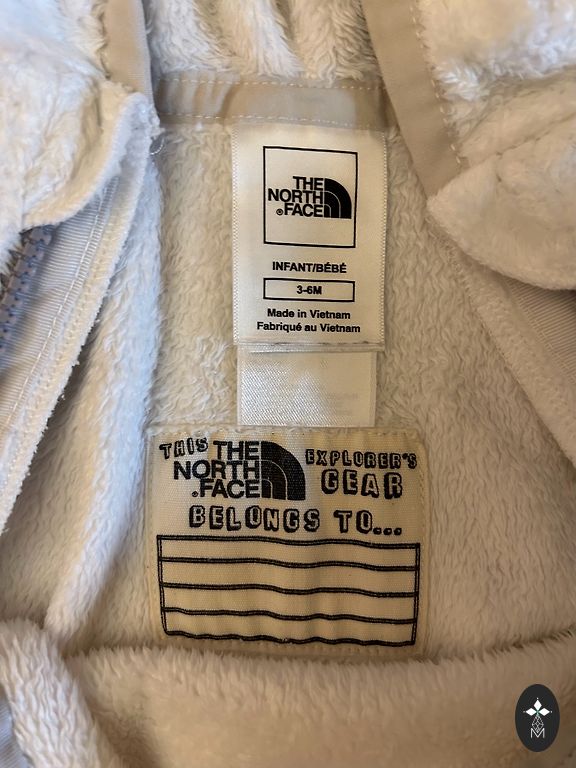 THE
NORTH
FACE
INFANT/BÉBÉ
3-6M
Made in Vietnam
Fabriqué au Vietnam
THIS THE NORTH FACE EXPLORER'S GEAR
BELONGS TO...
M